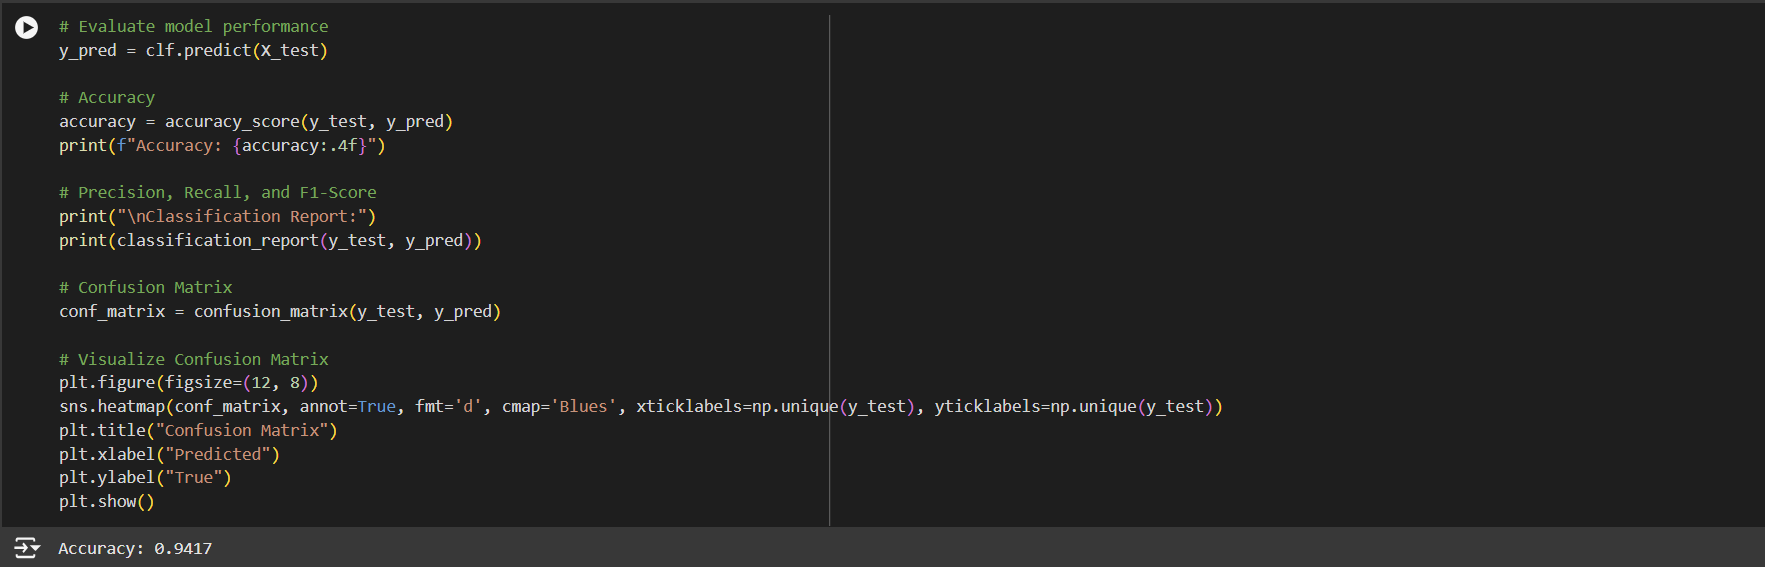 # Evaluate model performance
y_pred = clf.predict(X_test)
# Accuracy
accuracy = accuracy_score(y_test, y_pred)
print(f"Accuracy: {accuracy:.4f}")
# Precision, Recall, and F1-Score
print("\nClassification Report:")
print(classification_report(y_test, y_pred))
# Confusion Matrix
conf_matrix = confusion_matrix(y_test, y_pred)
# Visualize Confusion Matrix
plt.figure(figsize=(12, 8))
sns.heatmap(conf_matrix, annot=True, fmt='d', cmap='Blues', xticklabels=np.unique(y_test), yticklabels=np.unique(y_test))
plt.title("Confusion Matrix")
plt.xlabel("Predicted")
plt.ylabel("True")
plt.show()
Accuracy: 0.9417